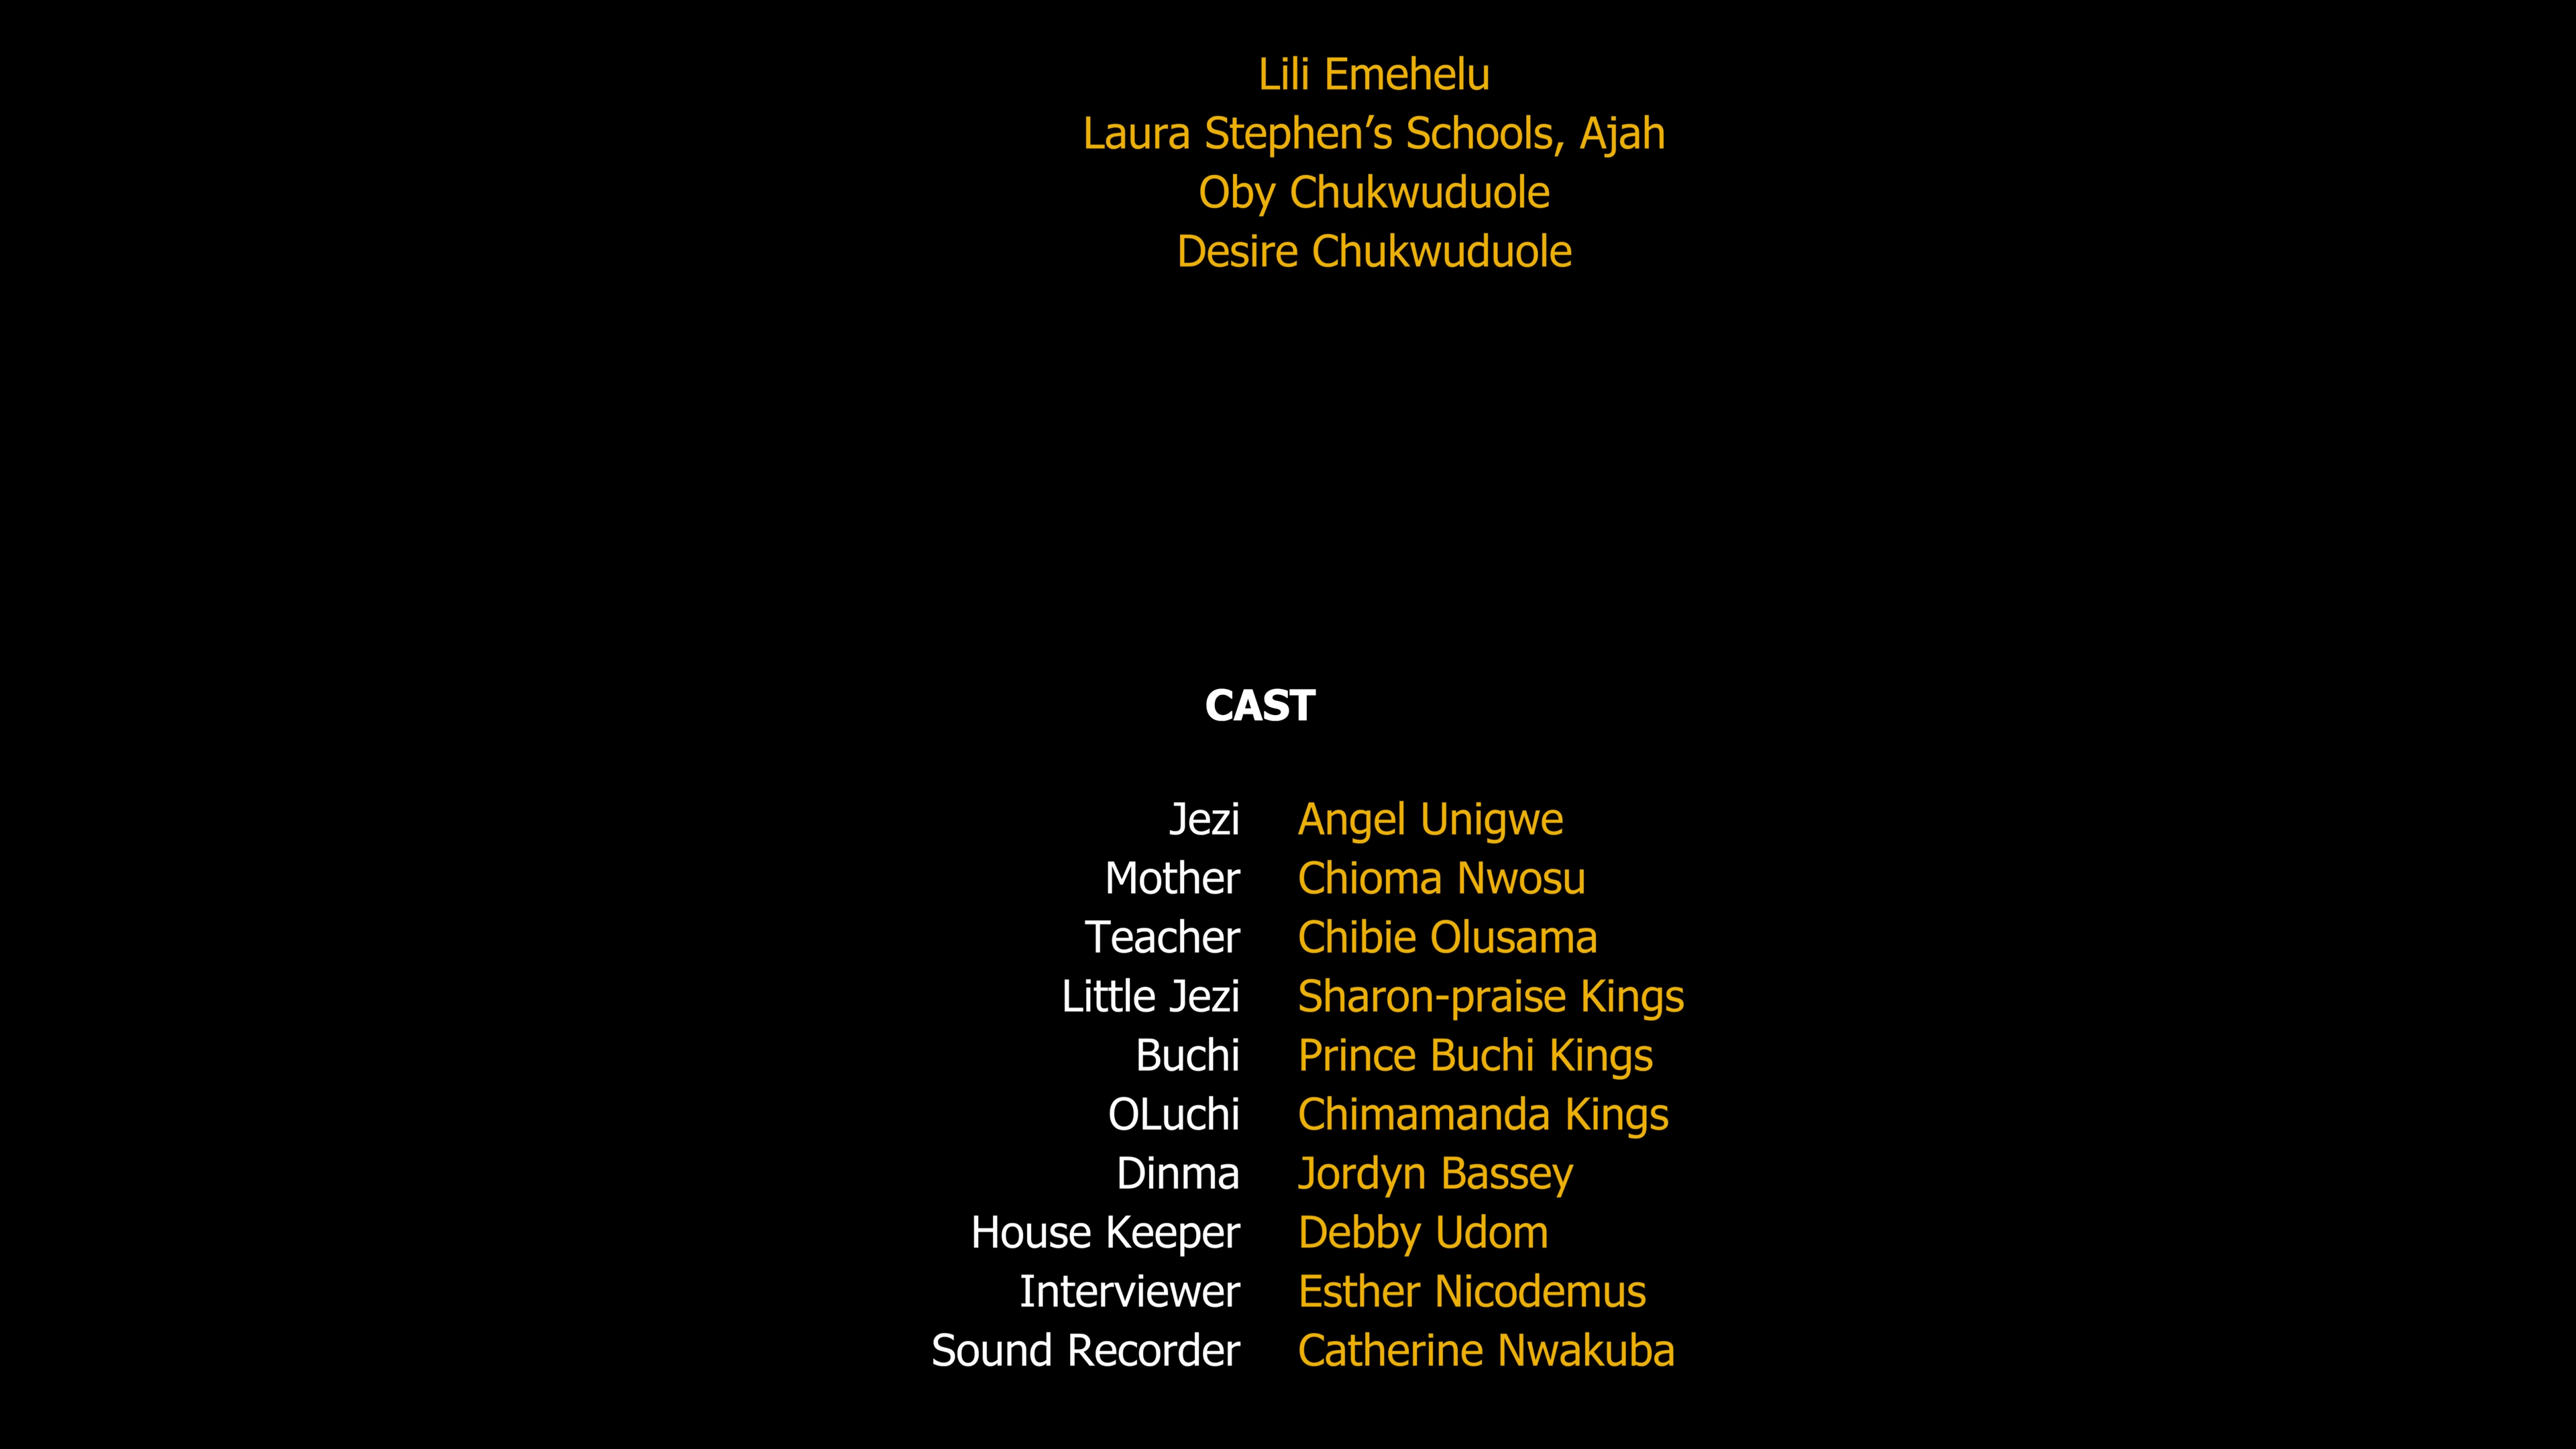 Lili Emehelu
Laura Stephen’s Schools, Ajah
Oby Chukwuduole
Desire Chukwuduole
CAST
Jezi Angel Unigwe
Mother Chioma Nwosu
Teacher Chibie Olusama
Little Jezi Sharon-praise Kings
Buchi Prince Buchi Kings
OLuchi Chimamanda Kings
Dinma Jordyn Bassey
House Keeper Debby Udom
Interviewer Esther Nicodemus
Sound Recorder Catherine Nwakuba